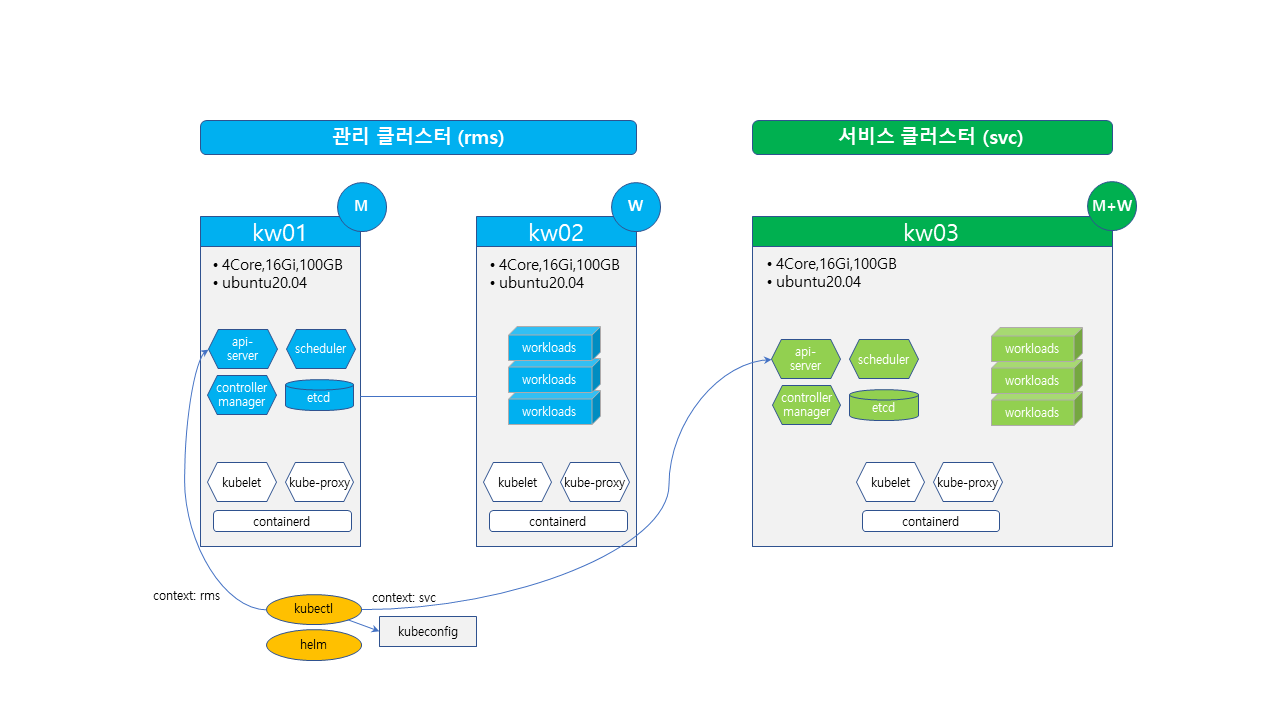 관리 클러스터 (rms)
서비스 클러스터 (svc)
M
W
M+W
kw01
• 4Core,16Gi,100GB
• ubuntu20.04
api-
server
scheduler
controller
manager
etcd
kubelet
kube-proxy
containerd
kw02
• 4Core,16Gi,100GB
• ubuntu20.04
workloads
workloads
workloads
kubelet
kube-proxy
containerd
kw03
• 4Core,16Gi,100GB
• ubuntu20.04
api-
server
scheduler
controller
manager
etcd
workloads
workloads
workloads
kubelet
kube-proxy
containerd
context: rms
kubectl
context: svc
kubeconfig
helm